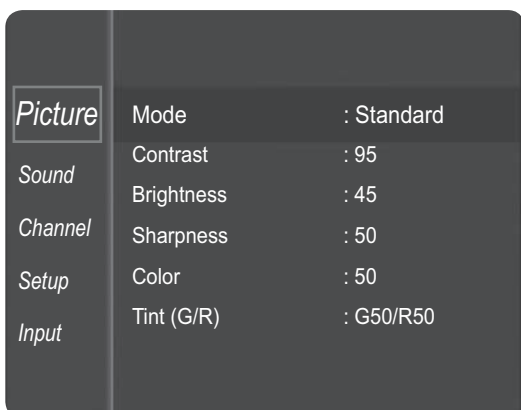 Picture
Sound
Channel
Setup
Input
Mode : Standard
Contrast : 95
Brightness : 45
Sharpness : 50
Color : 50
Tint (G/R) : G50/R50